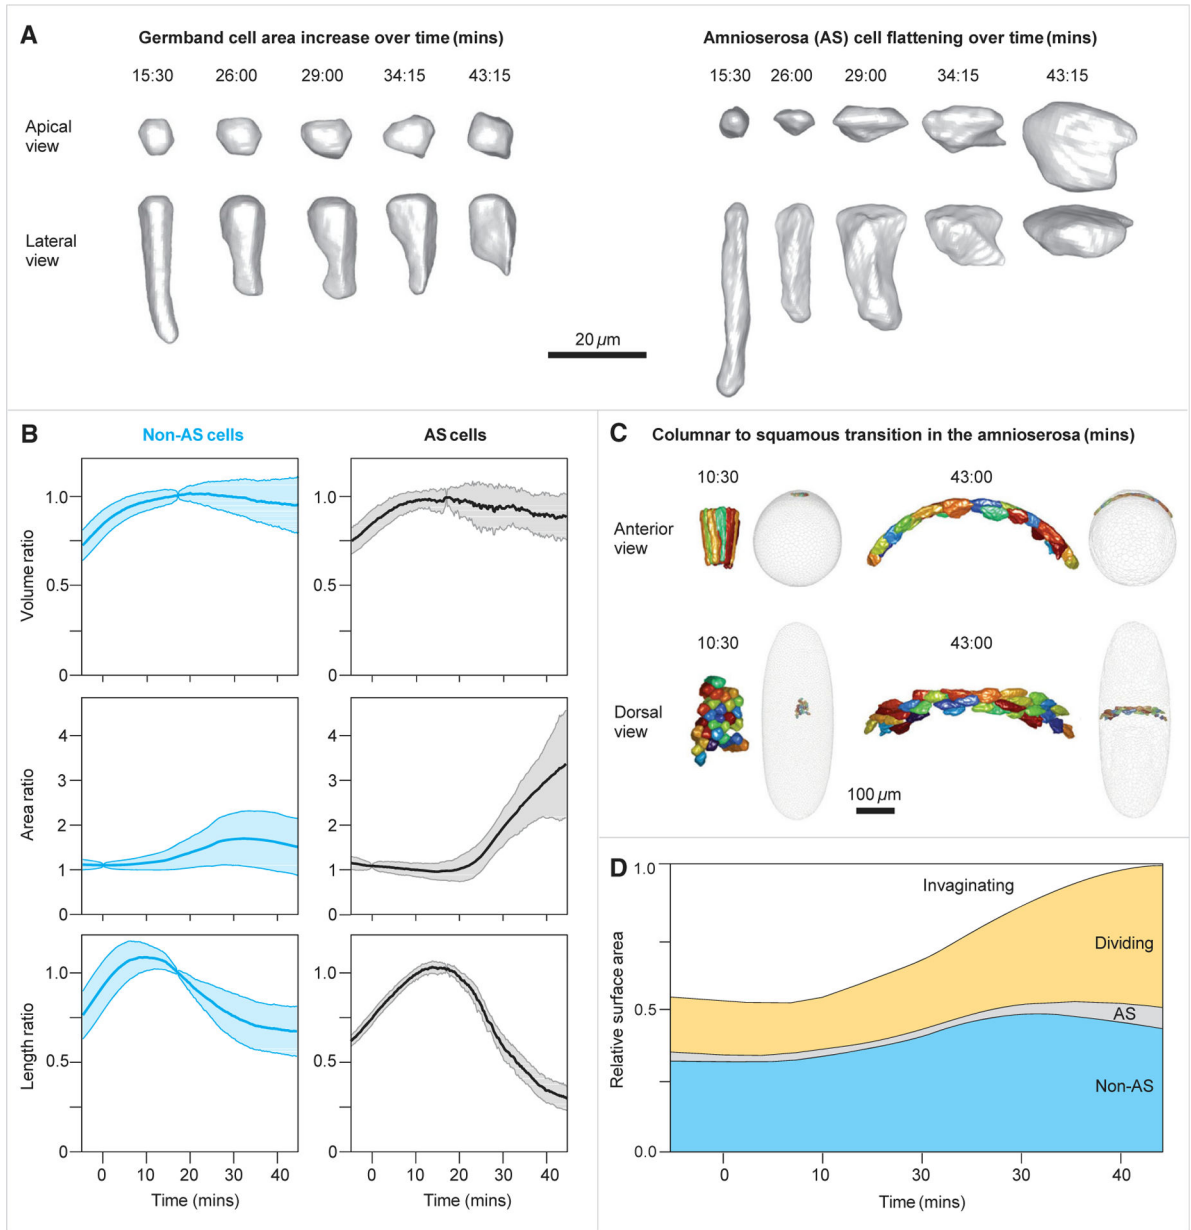 A
Germband cell area increase over time (mins)
15:30 26:00 29:00 34:15 43:15
Apical
view
Lateral
view
Amnioserosa (AS) cell flattening over time (mins)
15:30 26:00 29:00 34:15 43:15
20 µm
B
Non-AS cells
AS cells
Volume ratio
1.0
0.5
0
1.0
0.5
0
Area ratio
4
3
2
1
0
4
3
2
1
0
Length ratio
1.0
0.5
0
1.0
0.5
0
0 10 20 30 40
Time (mins)
0 10 20 30 40
Time (mins)
C
Columnar to squamous transition in the amnioserosa (mins)
10:30
43:00
Anterior
view
10:30
43:00
Dorsal
view
100 µm
D
Relative surface area
1.0
0.5
0.0
Invaginating
Dividing
AS
Non-AS
0 10 30 30 40
Time (mins)